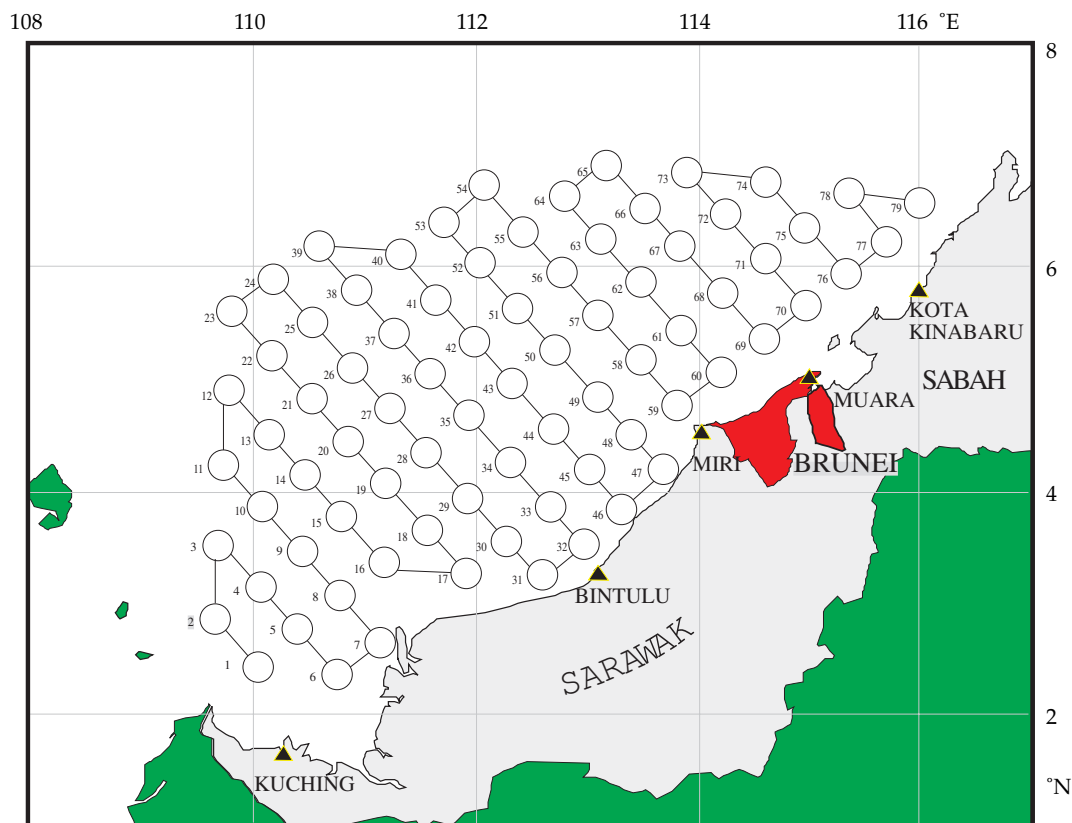 108 110 112 114 116 °E
8
65
54 73 74
64 78
79
53 66 72
55 75 77
39 40 63 67
52 71
24 56 76
38 62 68
41 70
KOTA
KINABARU
23 51 57
25 37 61 69
42 50 58
22 26 36 60
43 SABAH
12 49 59 MUARA
21 27 35
13 20 44 48
28 MIRI BRUNEI
11 14 34 45 47
19
4
10 29 33 46
15
3 18 30 32
9 16 17 31
4 8 BINTULU
2
5 7 SARAWAK
1 6
2
KUCHING °N
6